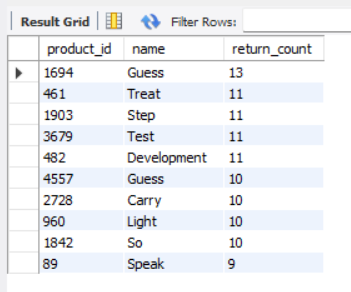 Result Grid Filter Rows:
product_id name return_count
1694 Guess 13
461 Treat 11
1903 Step 11
3679 Test 11
482 Development 11
4557 Guess 10
2728 Carry 10
960 Light 10
1842 So 10
89 Speak 9